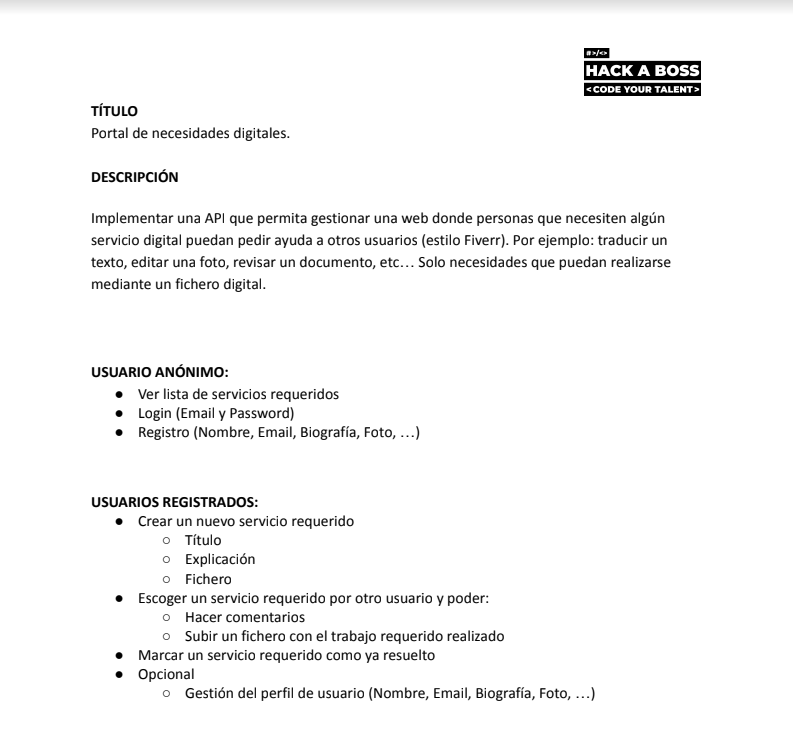 #>/<>
HACK A BOSS
<CODE YOUR TALENT>
TÍTULO
Portal de necesidades digitales.
DESCRIPCIÓN
Implementar una API que permita gestionar una web donde personas que necesiten algún
servicio digital puedan pedir ayuda a otros usuarios (estilo Fiverr). Por ejemplo: traducir un
texto, editar una foto, revisar un documento, etc… Solo necesidades que puedan realizarse
mediante un fichero digital.
USUARIO ANÓNIMO:
● Ver lista de servicios requeridos
● Login (Email y Password)
● Registro (Nombre, Email, Biografía, Foto, …)
USUARIOS REGISTRADOS:
● Crear un nuevo servicio requerido
○ Título
○ Explicación
○ Fichero
● Escoger un servicio requerido por otro usuario y poder:
○ Hacer comentarios
○ Subir un fichero con el trabajo requerido realizado
● Marcar un servicio requerido como ya resuelto
● Opcional
○ Gestión del perfil de usuario (Nombre, Email, Biografía, Foto, …)